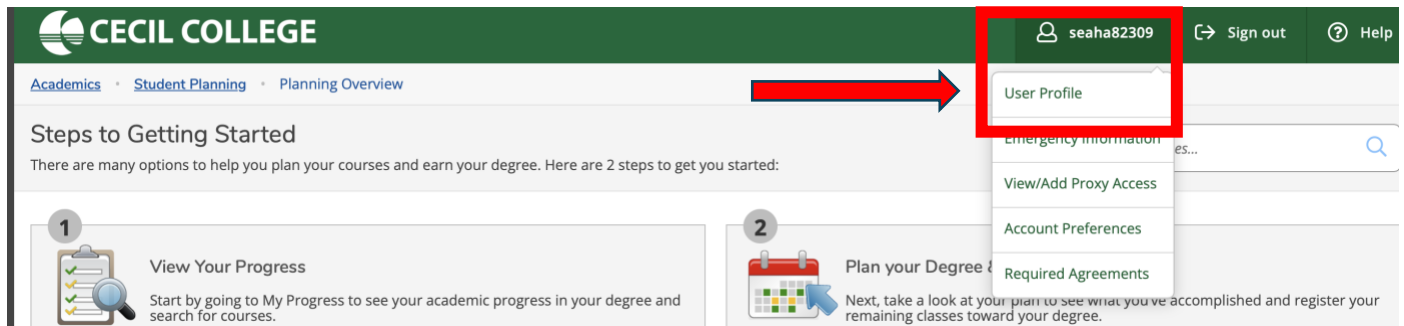 CECIL COLLEGE
seaha82309
Sign out
Help
Academics · Student Planning · Planning Overview
User Profile
Steps to Getting Started
There are many options to help you plan your courses and earn your degree. Here are 2 steps to get you started:
Emergency Information
es...
View/Add Proxy Access
Account Preferences
Required Agreements
1
View Your Progress
Start by going to My Progress to see your academic progress in your degree and
search for courses.
2
Plan your Degree &
Next, take a look at your plan to see what you've accomplished and register your
remaining classes toward your degree.